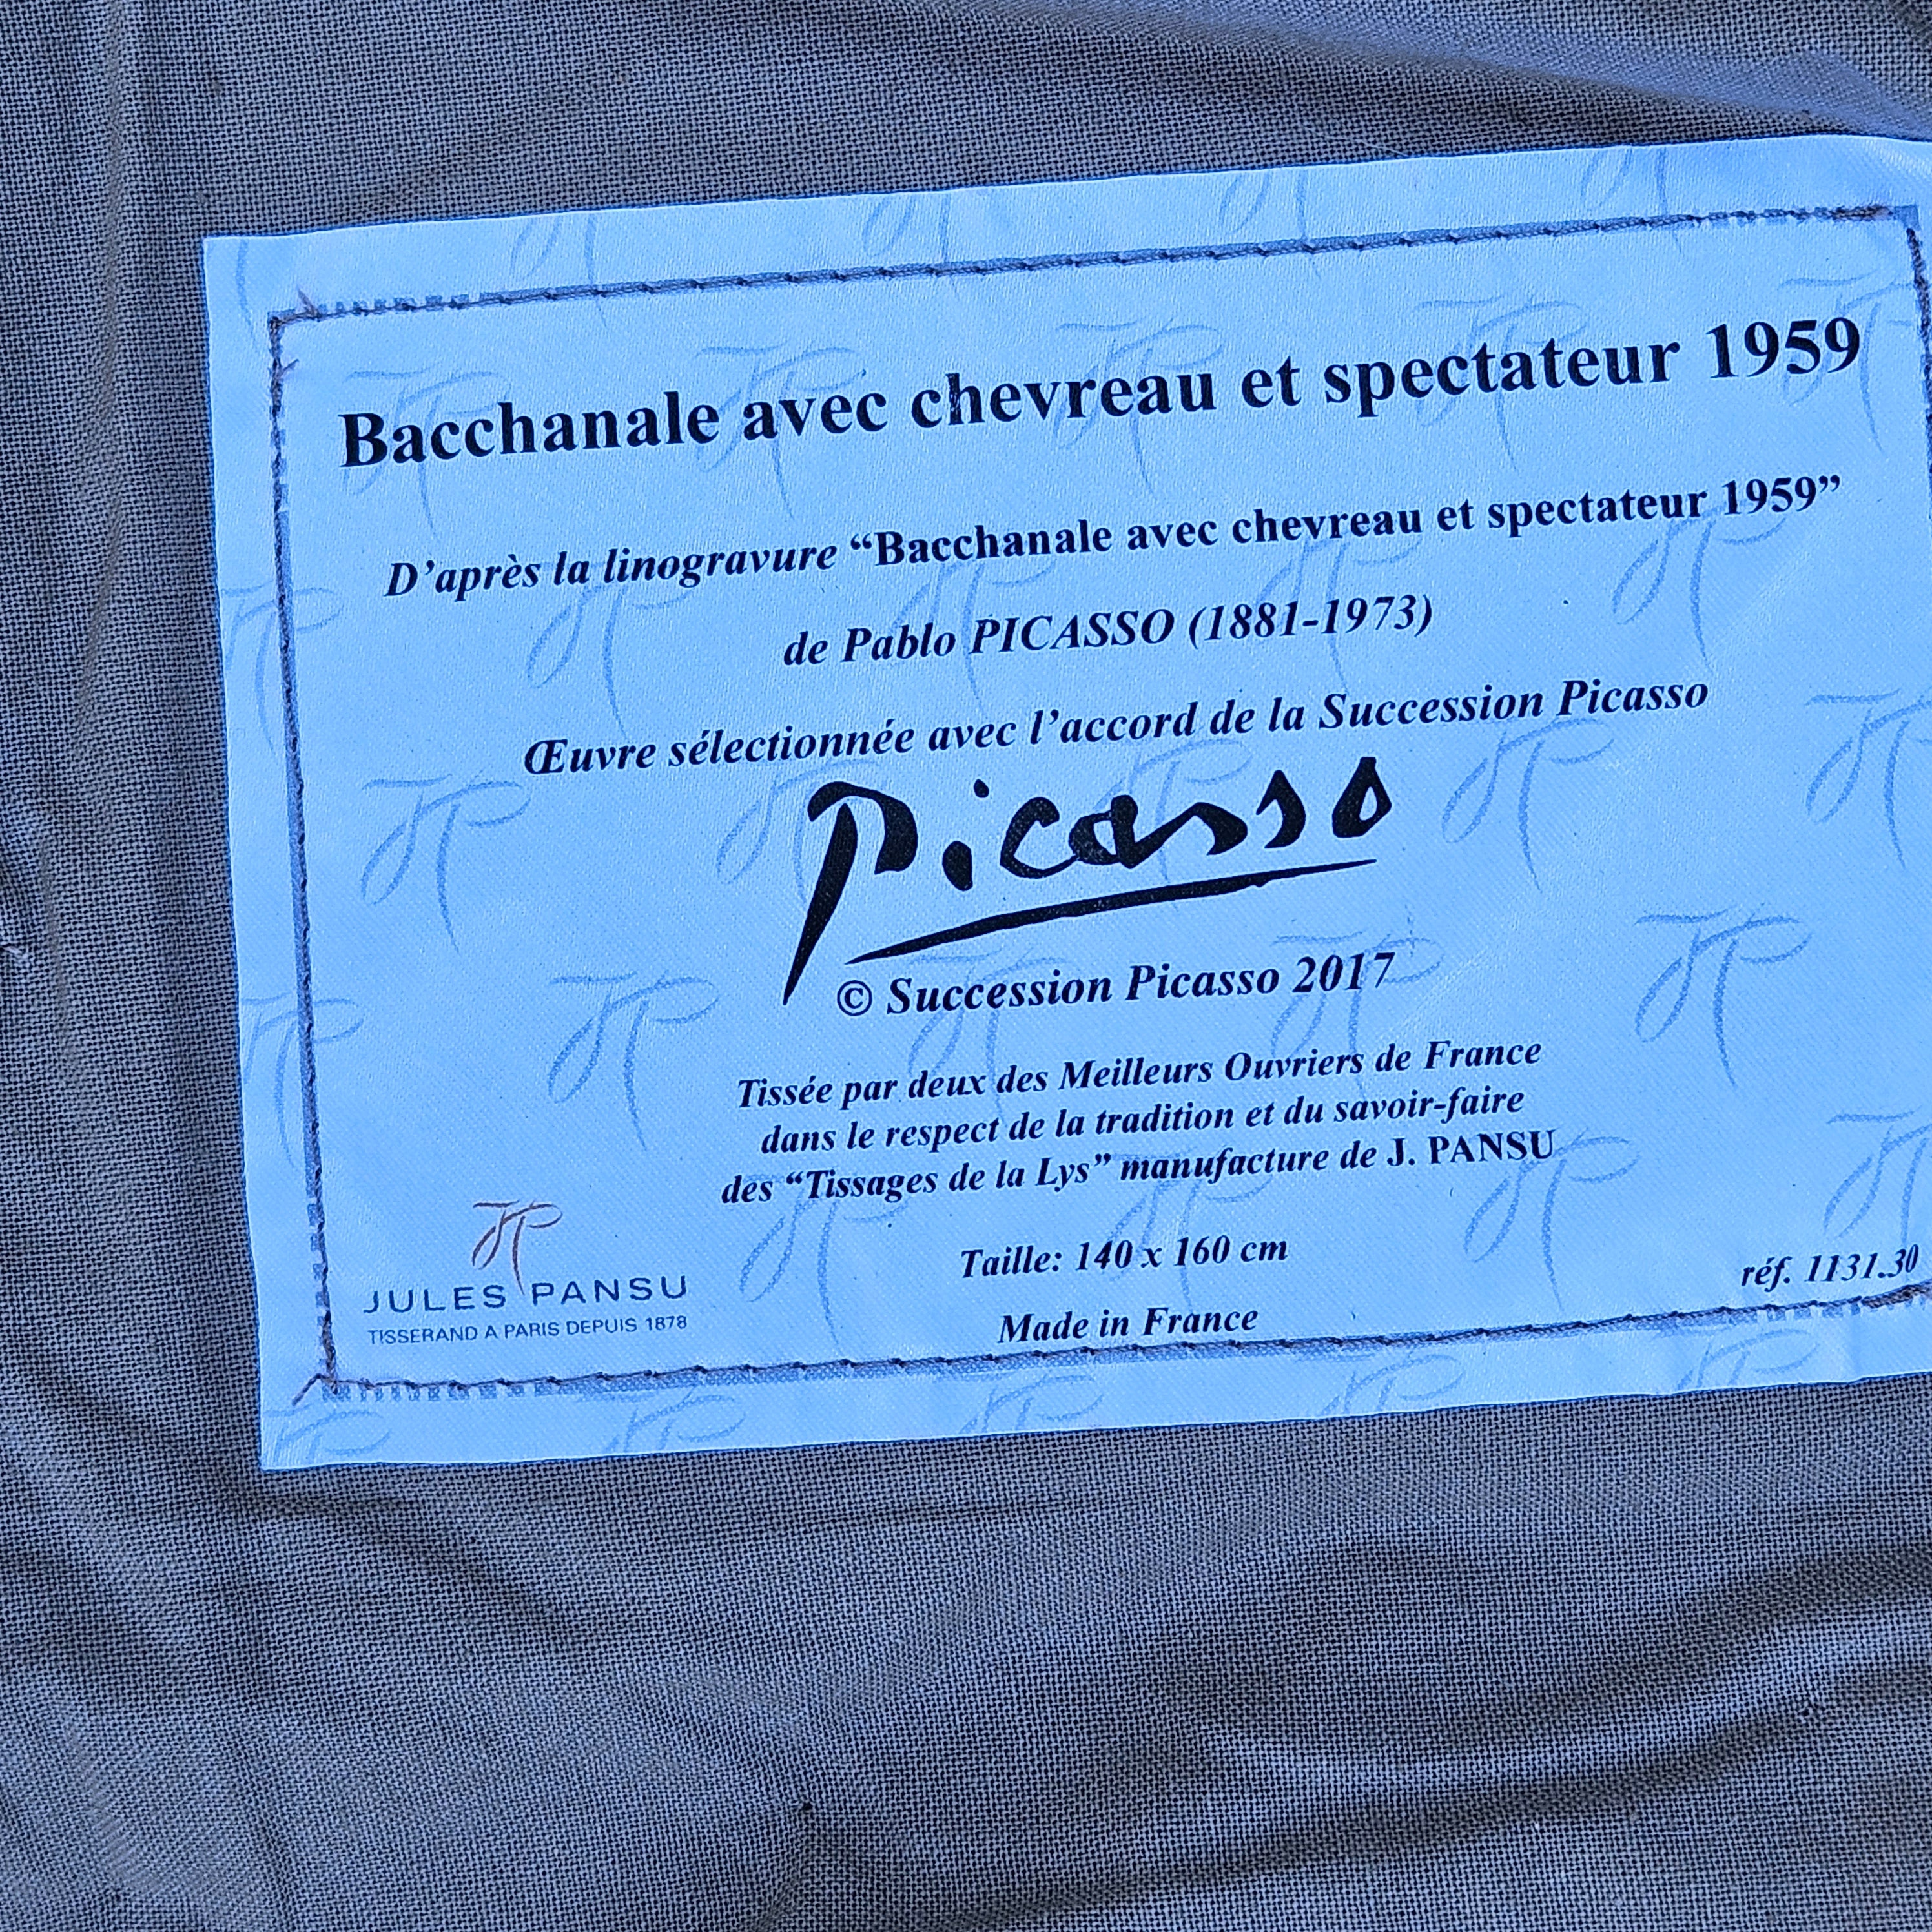 Bacchanale avec chevreau et spectateur 1959
D’après la linogravure “Bacchanale avec chevreau et spectateur 1959”
de Pablo PICASSO (1881-1973)
Œuvre sélectionnée avec l’accord de la Succession Picasso
Picasso
© Succession Picasso 2017
Tissée par deux des Meilleurs Ouvriers de France
dans le respect de la tradition et du savoir-faire
des “Tissages de la Lys” manufacture de J. PANSU
JP
JULES PANSU
TISSERAND A PARIS DEPUIS 1878
Taille: 140 x 160 cm
Made in France
réf. 1131.30